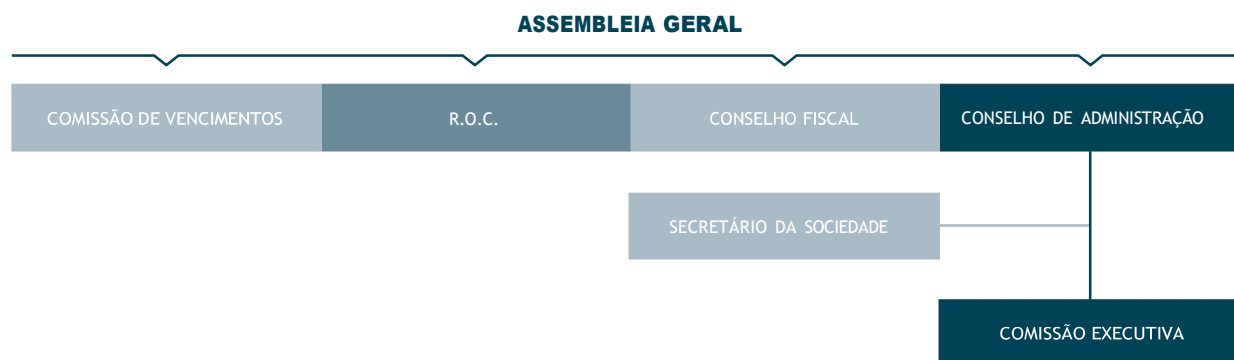 ASSEMBLEIA GERAL
COMISSÃO DE VENCIMENTOS
R.O.C.
CONSELHO FISCAL
CONSELHO DE ADMINISTRAÇÃO
SECRETÁRIO DA SOCIEDADE
COMISSÃO EXECUTIVA